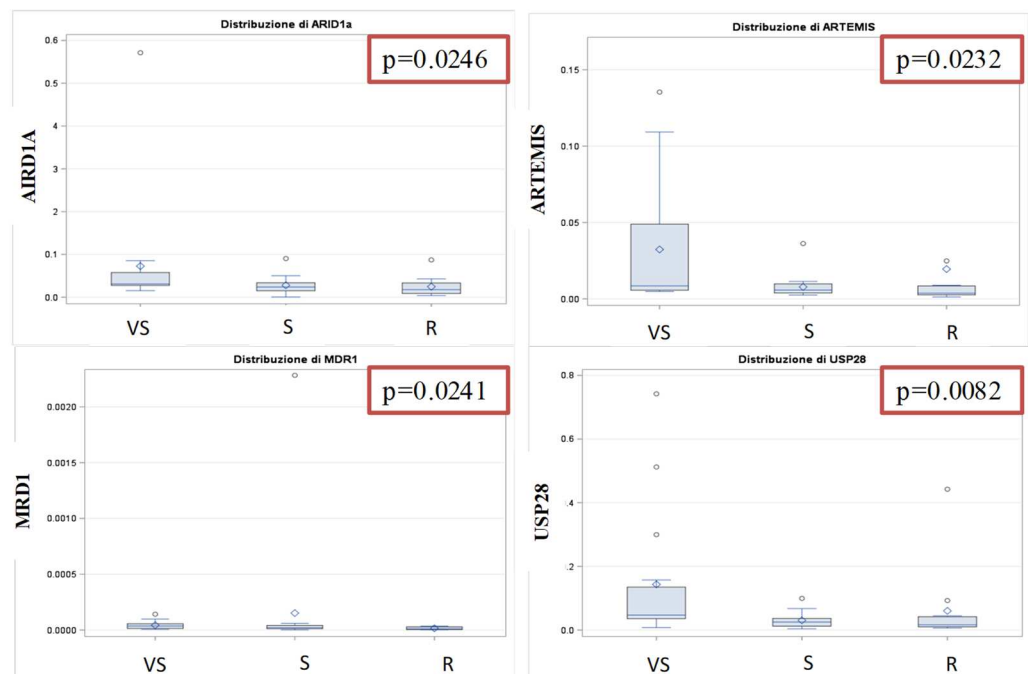 Distribuzione di ARID1a
p=0.0246
0.6
4
3
2
0.1
0.0
AIRD1A
VS S R
Distribuzione di ARTEMIS
p=0.0232
0.15
0.10
0.05
0.00
ARTEMIS
VS S R
Distribuzione di MDR1
p=0.0241
0.0020
0.0015
0.0010
0.0005
0.0000
MRD1
VS S R
Distribuzione di USP28
p=0.0082
0.8
0.6
.4
.2
0.0
USP28
VS S R